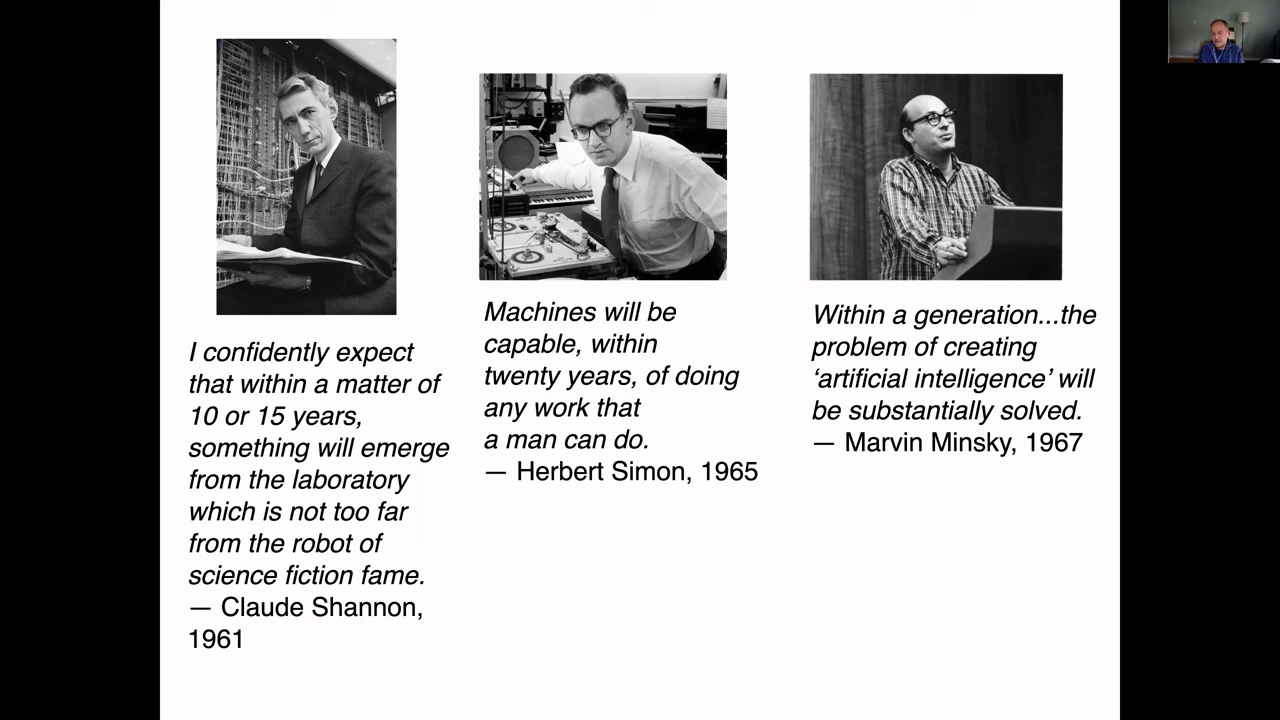 I confidently expect
that within a matter of
10 or 15 years,
something will emerge
from the laboratory
which is not too far
from the robot of
science fiction fame.
— Claude Shannon,
1961
Machines will be
capable, within
twenty years, of doing
any work that
a man can do.
— Herbert Simon, 1965
Within a generation...the
problem of creating
‘artificial intelligence’ will
be substantially solved.
— Marvin Minsky, 1967